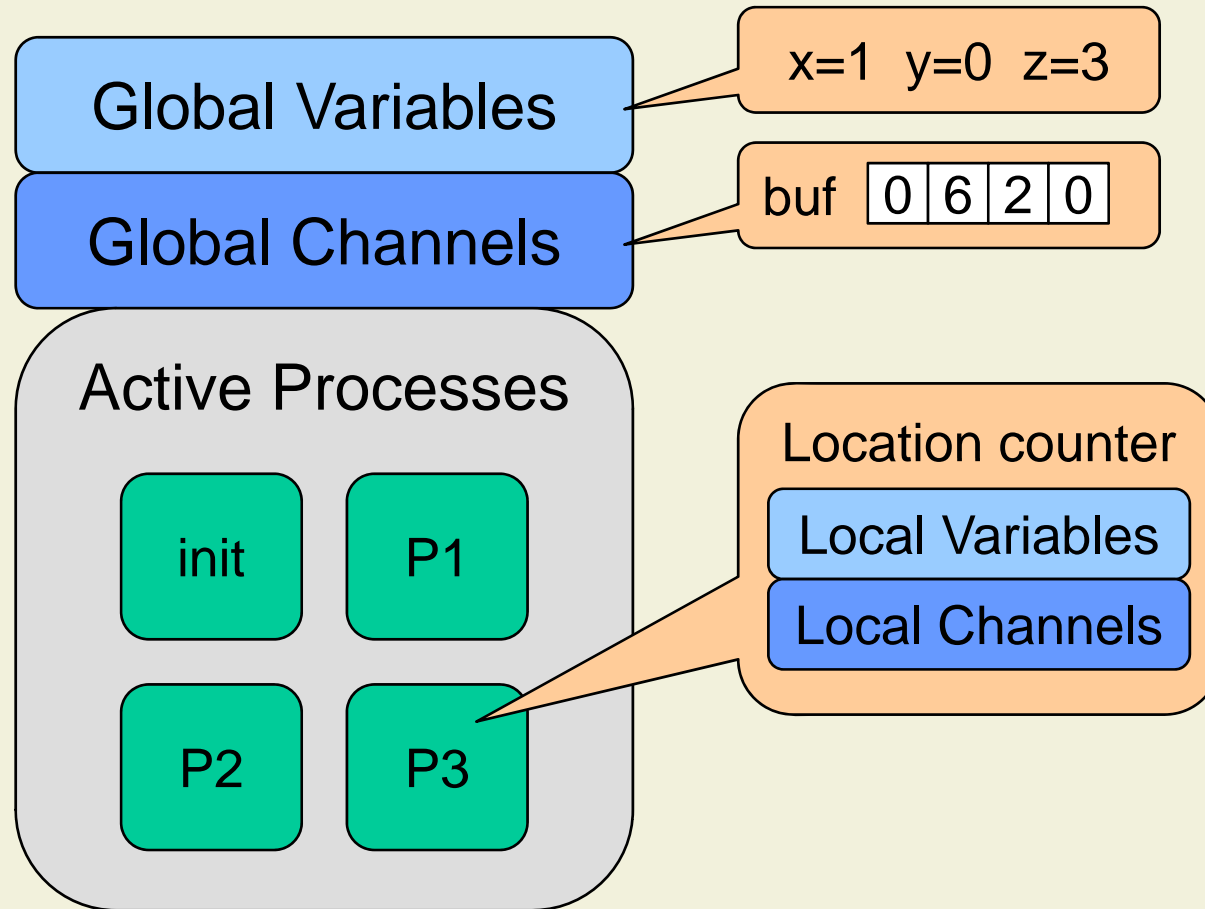 Global Variables
x=1 y=0 z=3
Global Channels
buf 0 6 2 0
Active Processes
init P1
P2 P3
Location counter
Local Variables
Local Channels